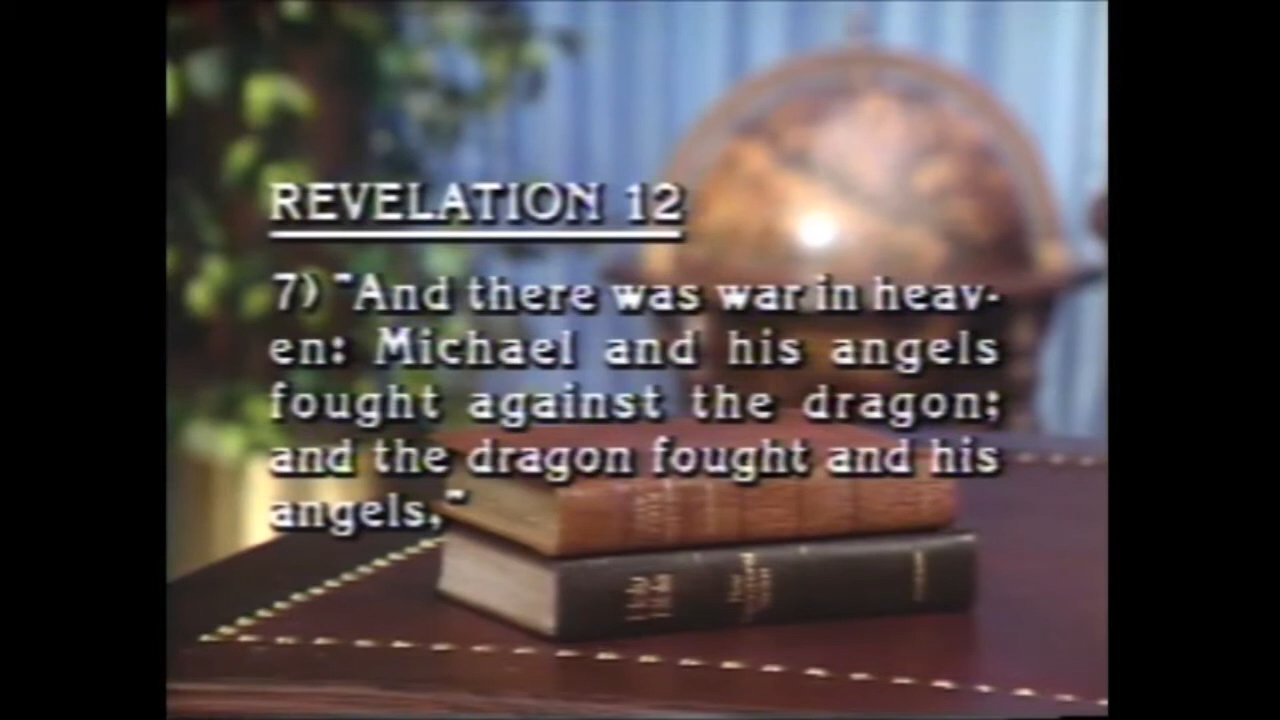 REVELATION 12
7) "And there was war in heav-
en: Michael and his angels
fought against the dragon;
and the dragon fought and his
angels,"